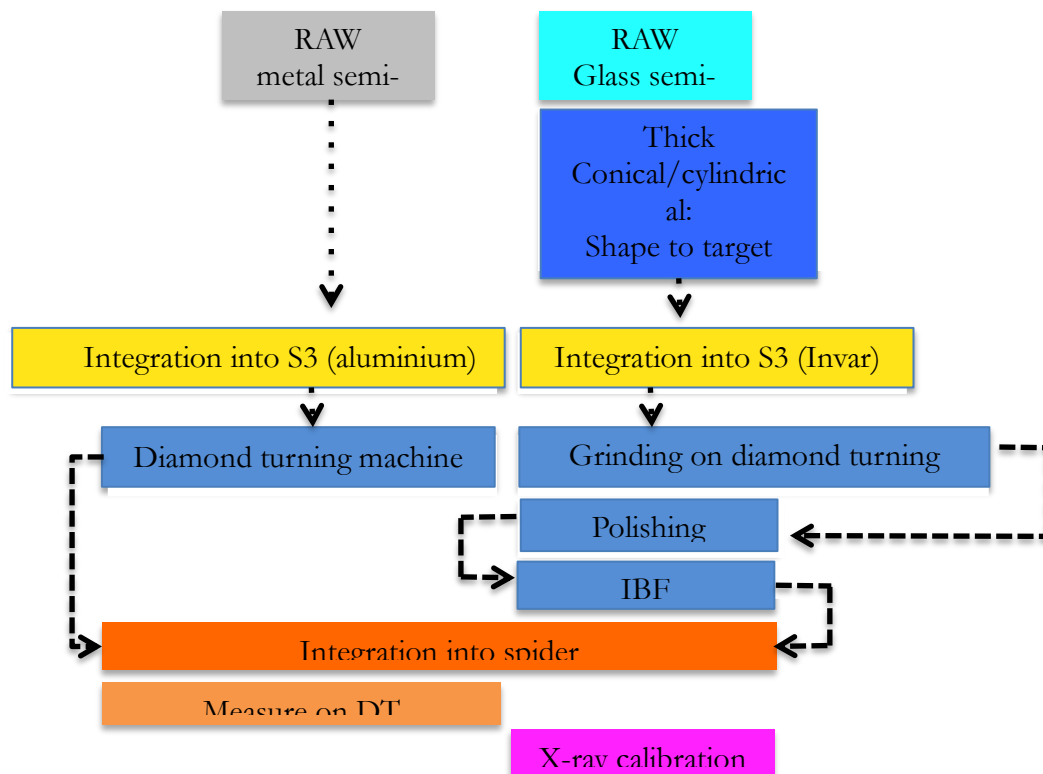 RAW
metal semi-
RAW
Glass semi-
Thick
Conical/cylindric
al:
Shape to target
Integration into S3 (aluminium)
Integration into S3 (Invar)
Diamond turning machine
Grinding on diamond turning
Polishing
IBF
Integration into spider
Measure on DT
X-ray calibration